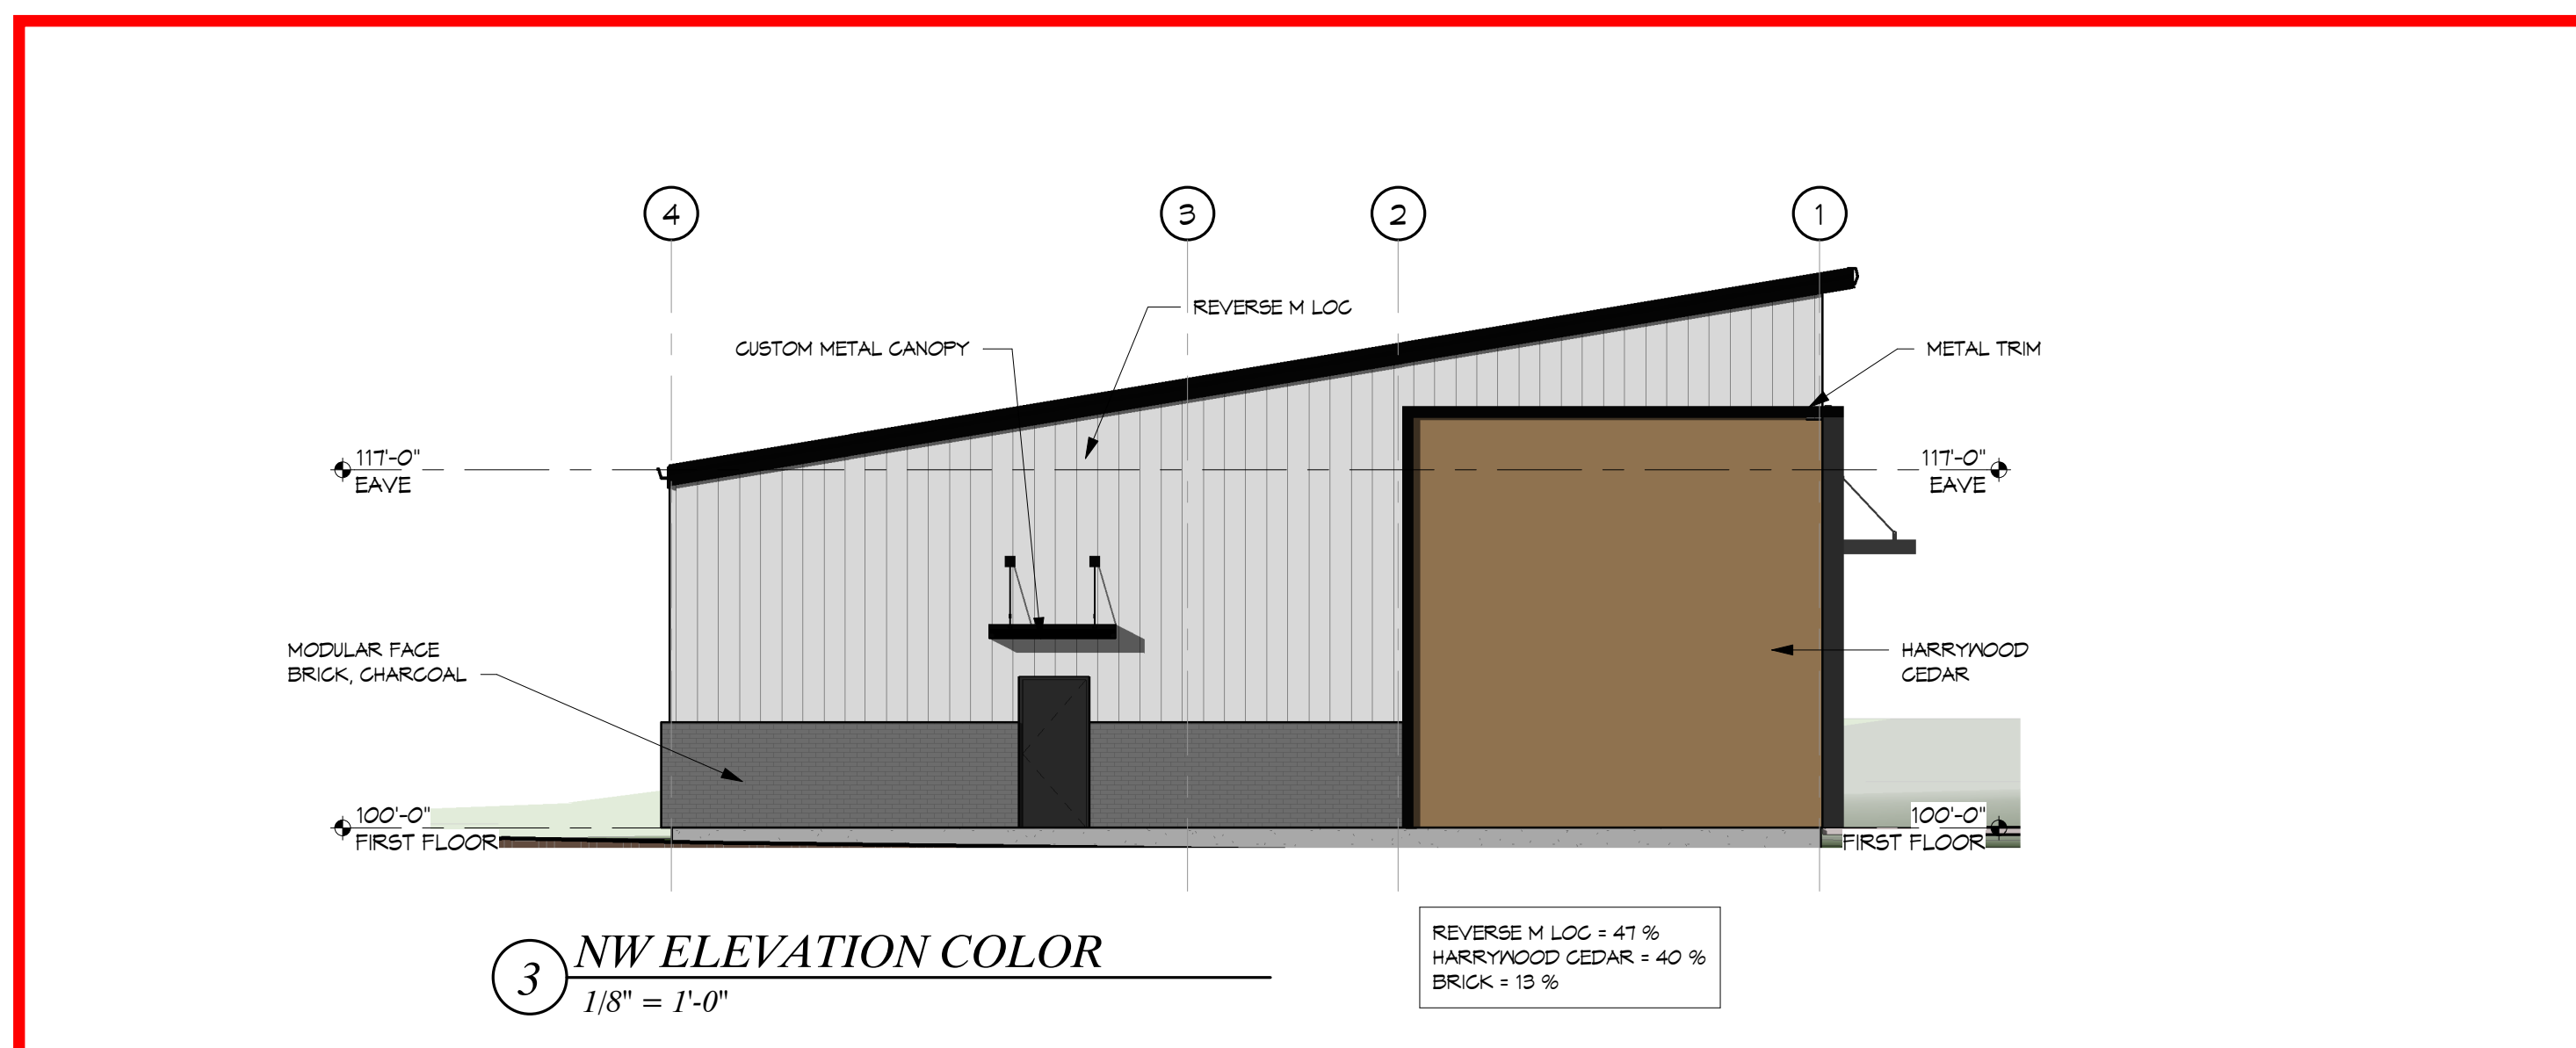 4
3
2
1
REVERSE M LOC
CUSTOM METAL CANOPY
METAL TRIM
117'-0"
EAVE
117'-0"
EAVE
MODULAR FACE
BRICK, CHARCOAL
HARRYWOOD
CEDAR
100'-0"
FIRST FLOOR
100'-0"
FIRST FLOOR
3
NW ELEVATION COLOR
1/8" = 1'-0"
REVERSE M LOC = 47 %
HARRYWOOD CEDAR = 40 %
BRICK = 13 %